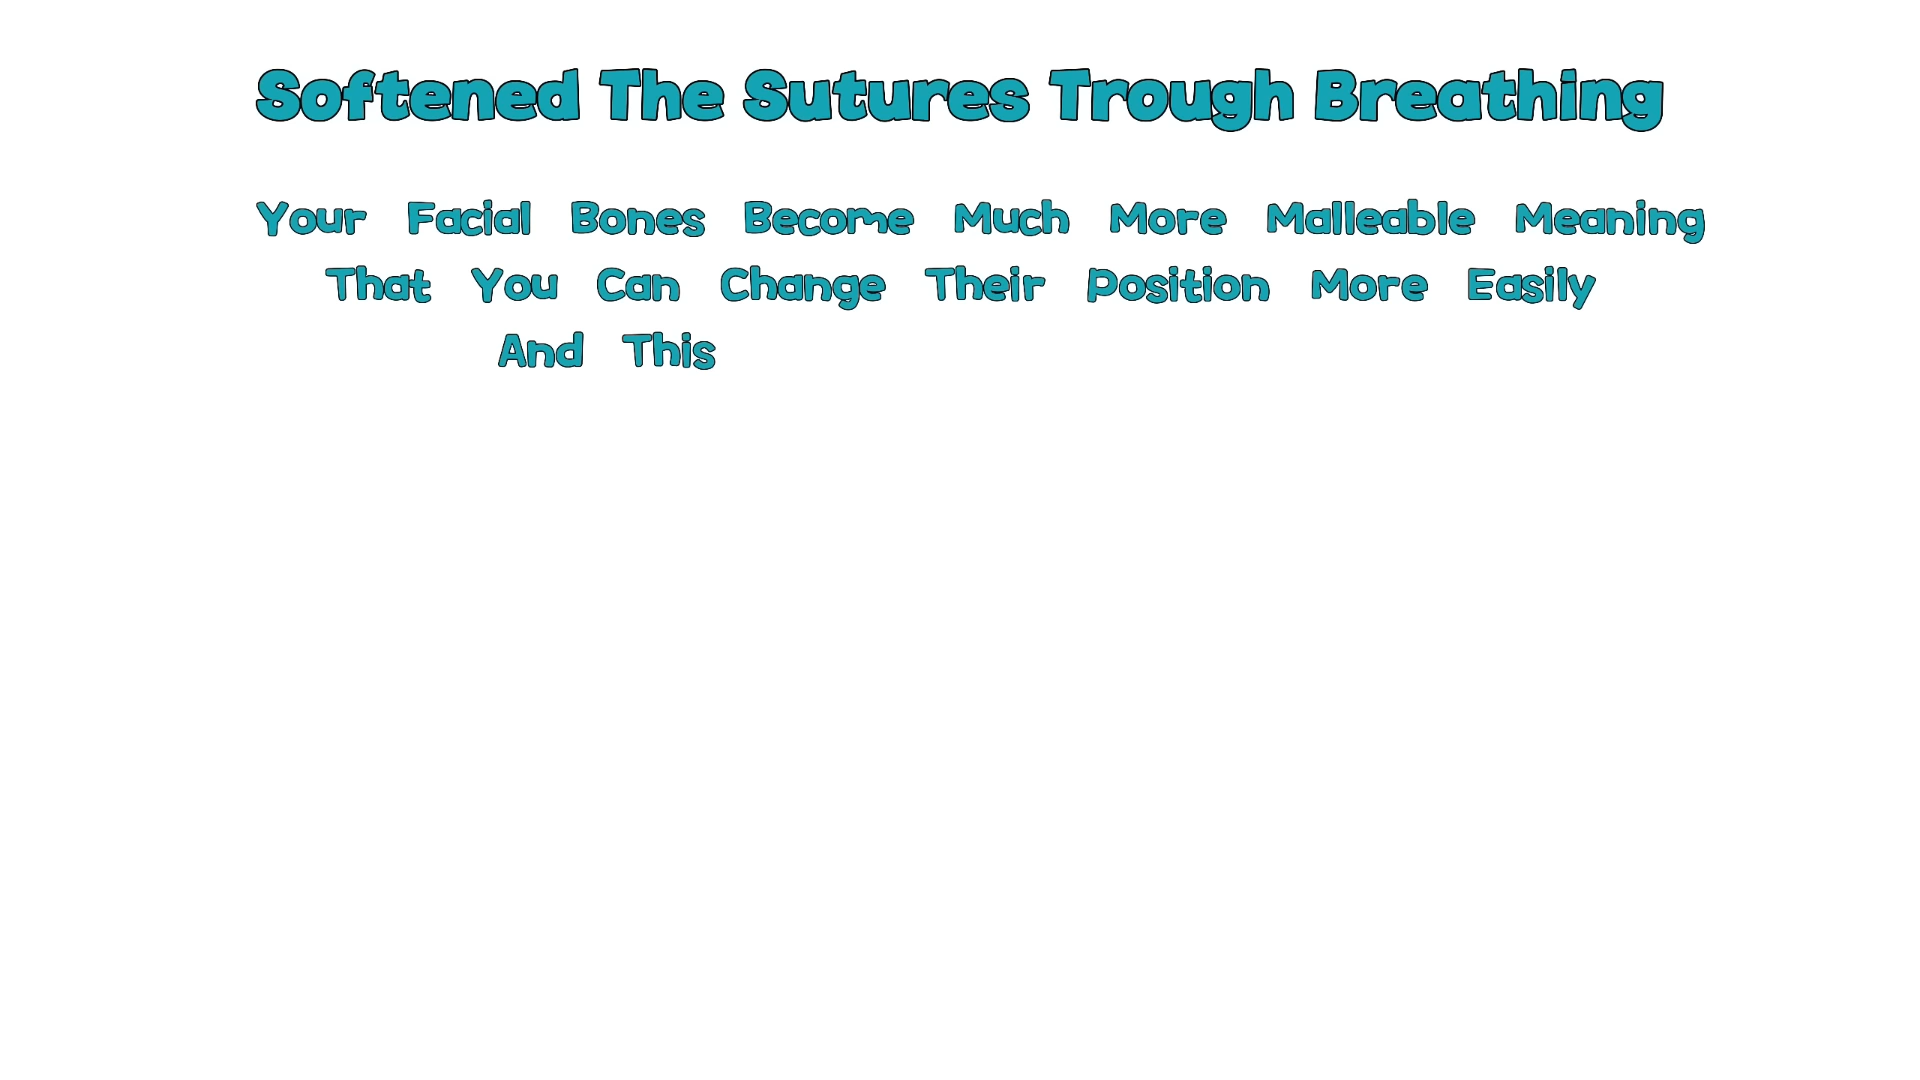 Softened The Sutures Trough Breathing
Your Facial Bones Become Much More Malleable Meaning
That You Can Change Their Position More Easily
And This